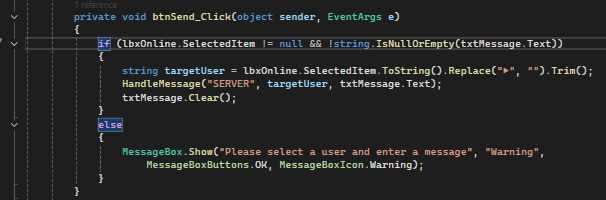 1 reference
private void btnSend_Click(object sender, EventArgs e)
{
if (lbxOnline.SelectedItem != null && !string.IsNullOrEmpty(txtMessage.Text))
{
string targetUser = lbxOnline.SelectedItem.ToString().Replace("►", "").Trim();
HandleMessage("SERVER", targetUser, txtMessage.Text);
txtMessage.Clear();
}
else
{
MessageBox.Show("Please select a user and enter a message", "Warning",
MessageBoxButtons.OK, MessageBoxIcon.Warning);
}
}